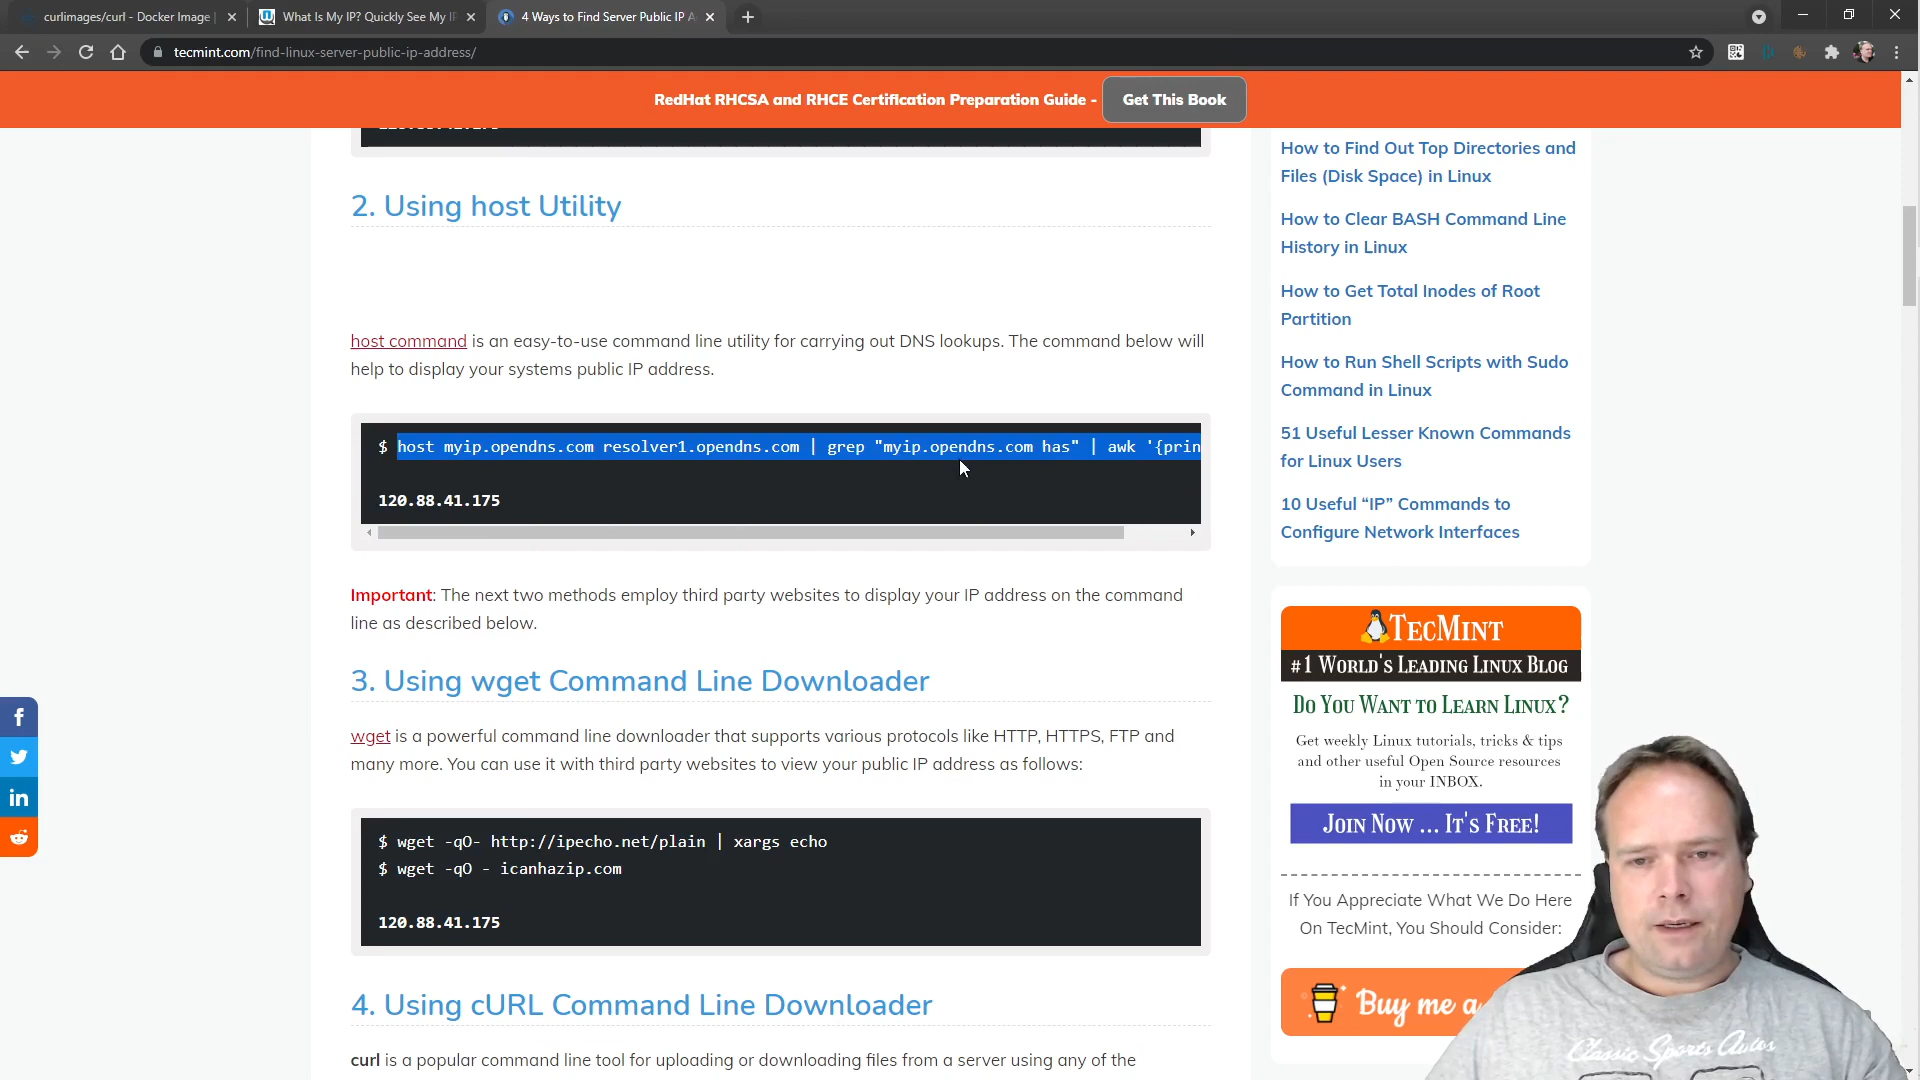 curlimages/curl - Docker Image
What Is My IP? Quickly See My IP
4 Ways to Find Server Public IP A
tecmint.com/find-linux-server-public-ip-address/
RedHat RHCSA and RHCE Certification Preparation Guide -
Get This Book
2. Using host Utility
host command is an easy-to-use command line utility for carrying out DNS lookups. The command below will
help to display your systems public IP address.
$ host myip.opendns.com resolver1.opendns.com | grep "myip.opendns.com has" | awk '{prin
120.88.41.175
Important: The next two methods employ third party websites to display your IP address on the command
line as described below.
3. Using wget Command Line Downloader
wget is a powerful command line downloader that supports various protocols like HTTP, HTTPS, FTP and
many more. You can use it with third party websites to view your public IP address as follows:
$ wget -qO- http://ipecho.net/plain | xargs echo
$ wget -qO - icanhazip.com
120.88.41.175
4. Using cURL Command Line Downloader
curl is a popular command line tool for uploading or downloading files from a server using any of the
How to Find Out Top Directories and
Files (Disk Space) in Linux
How to Clear BASH Command Line
History in Linux
How to Get Total Inodes of Root
Partition
How to Run Shell Scripts with Sudo
Command in Linux
51 Useful Lesser Known Commands
for Linux Users
10 Useful “IP” Commands to
Configure Network Interfaces
TECMINT
#1 WORLD'S LEADING LINUX BLOG
DO YOU WANT TO LEARN LINUX?
Get weekly Linux tutorials, tricks & tips
and other useful Open Source resources
in your INBOX.
JOIN NOW ... IT'S FREE!
If You Appreciate What We Do Here
On TecMint, You Should Consider:
Buy me a
Classic Sports Autos